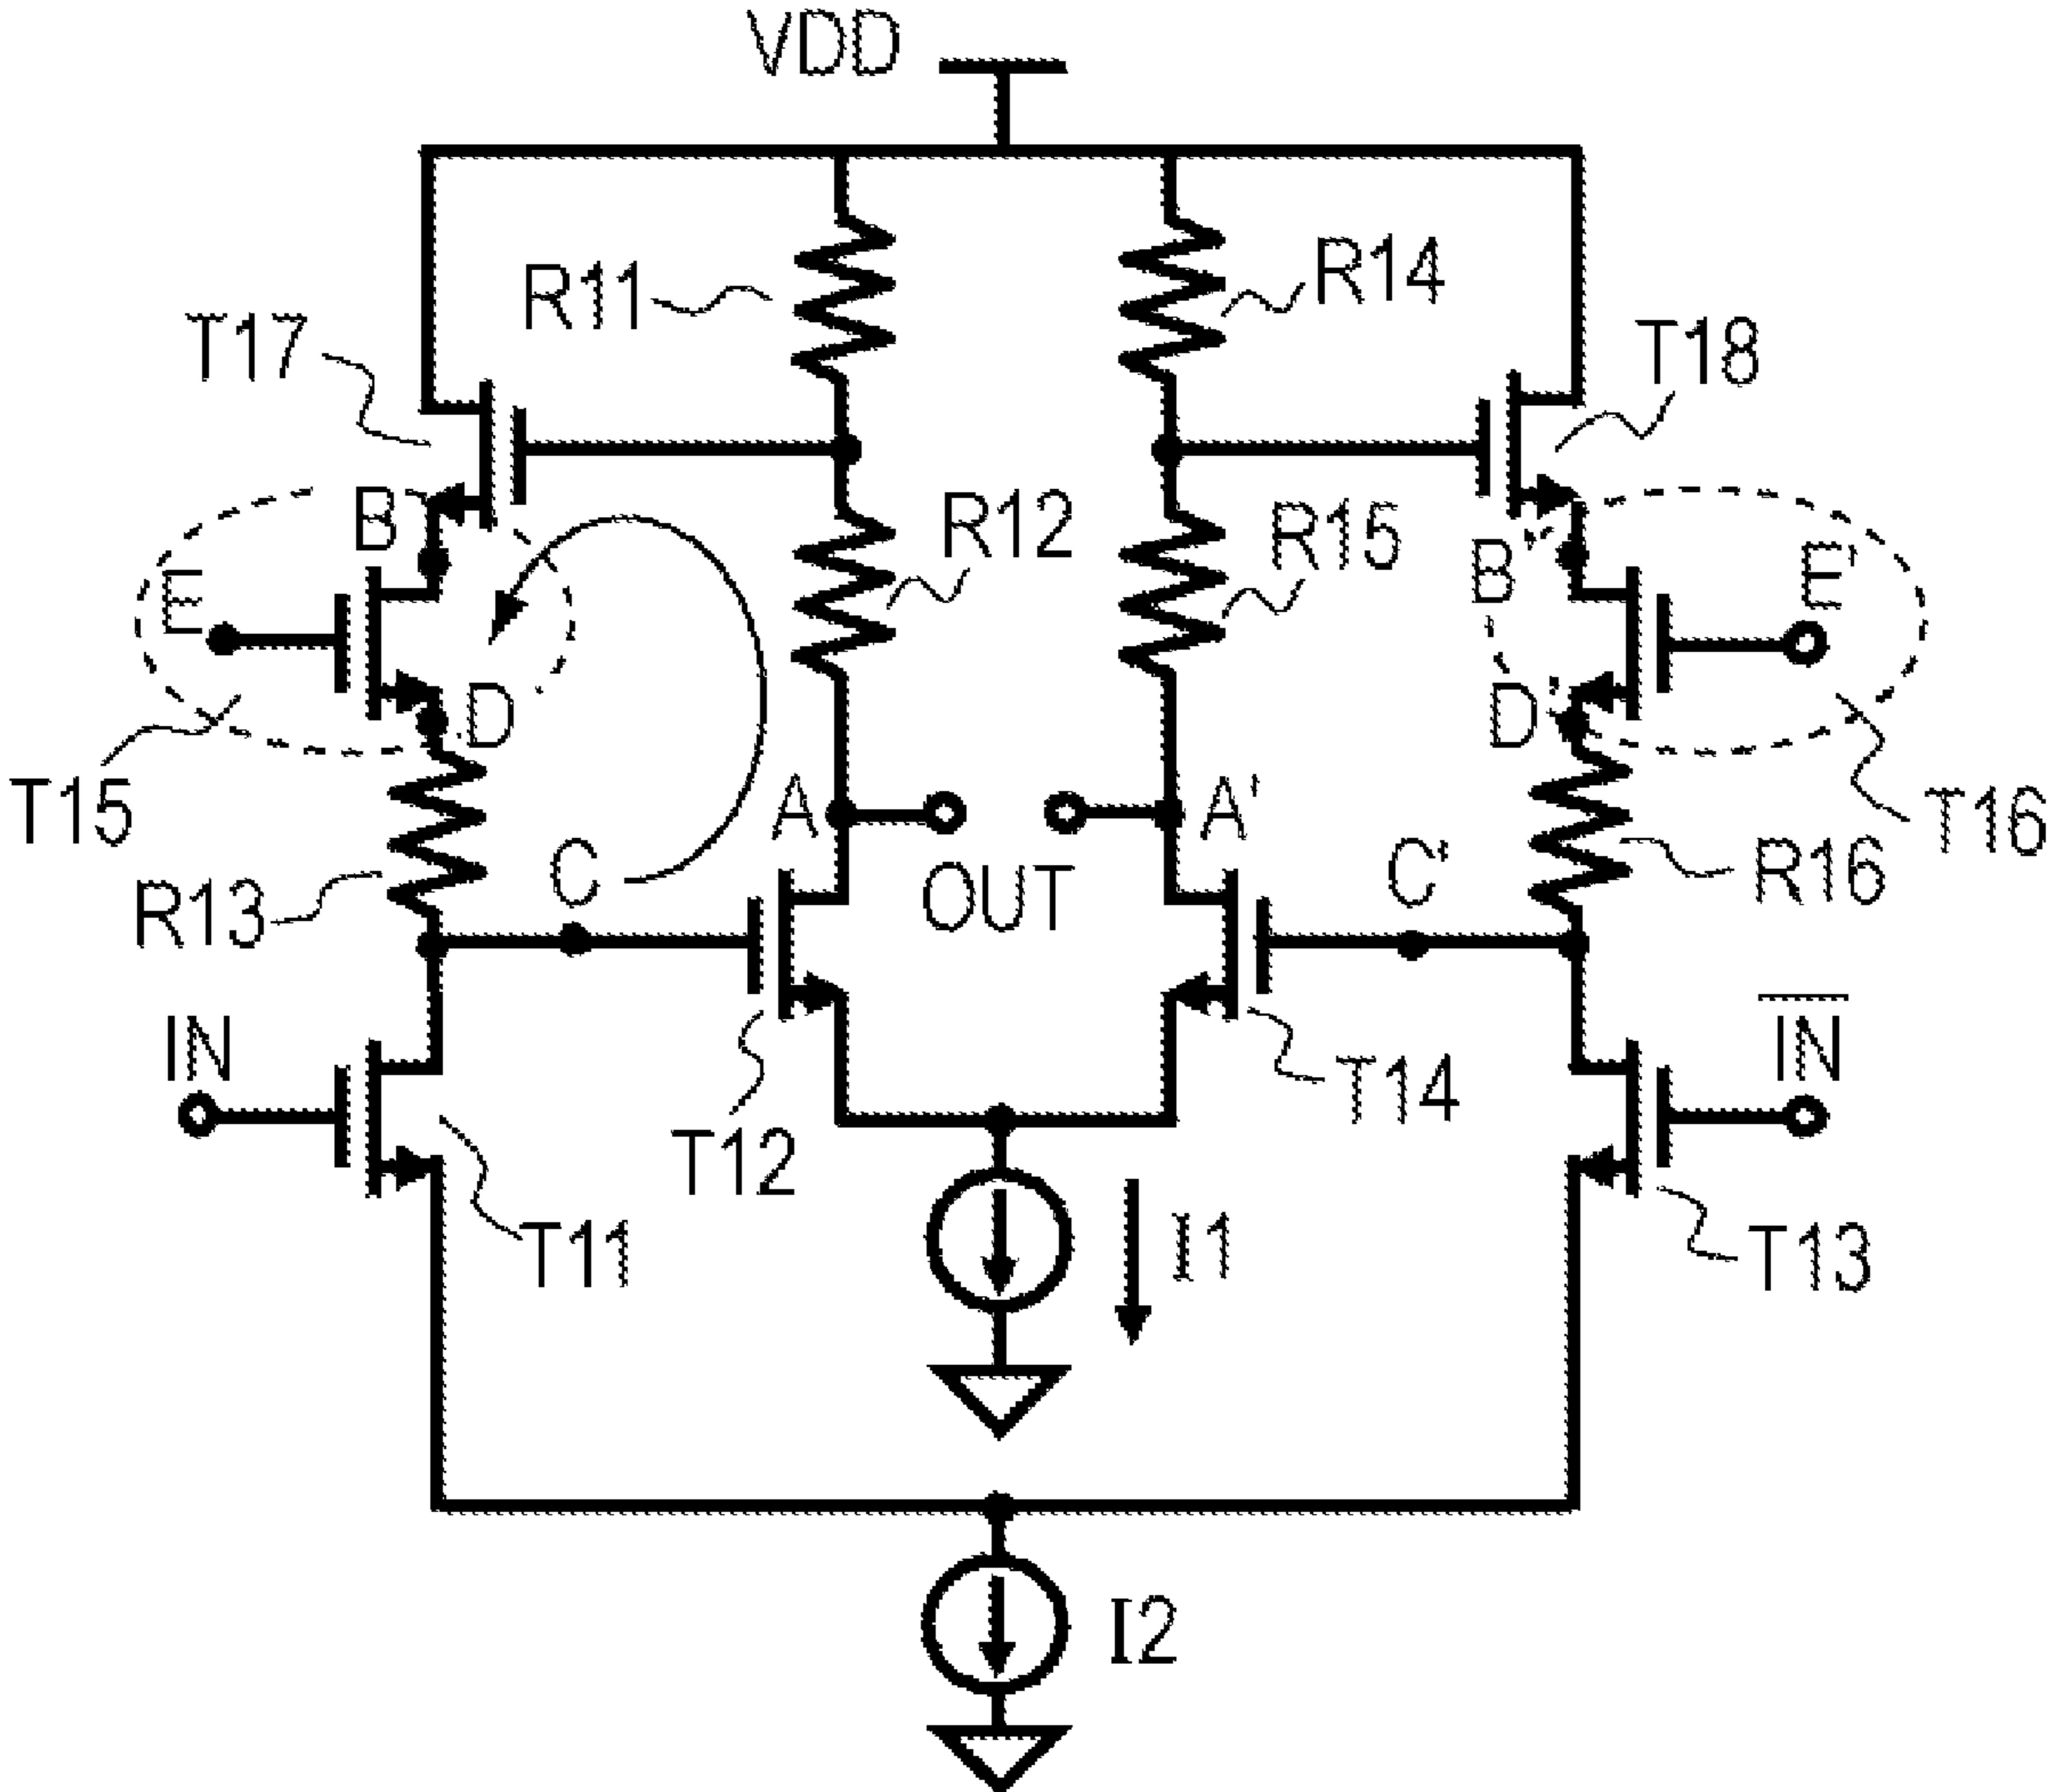 VDD
R11
R14
T17
T18
B
R12
R15
B'
E
E'
D
D'
T15
A
A'
T16
R13
C
OUT
C'
R16
IN
IN
T12
T14
T11
I1
T13
I2